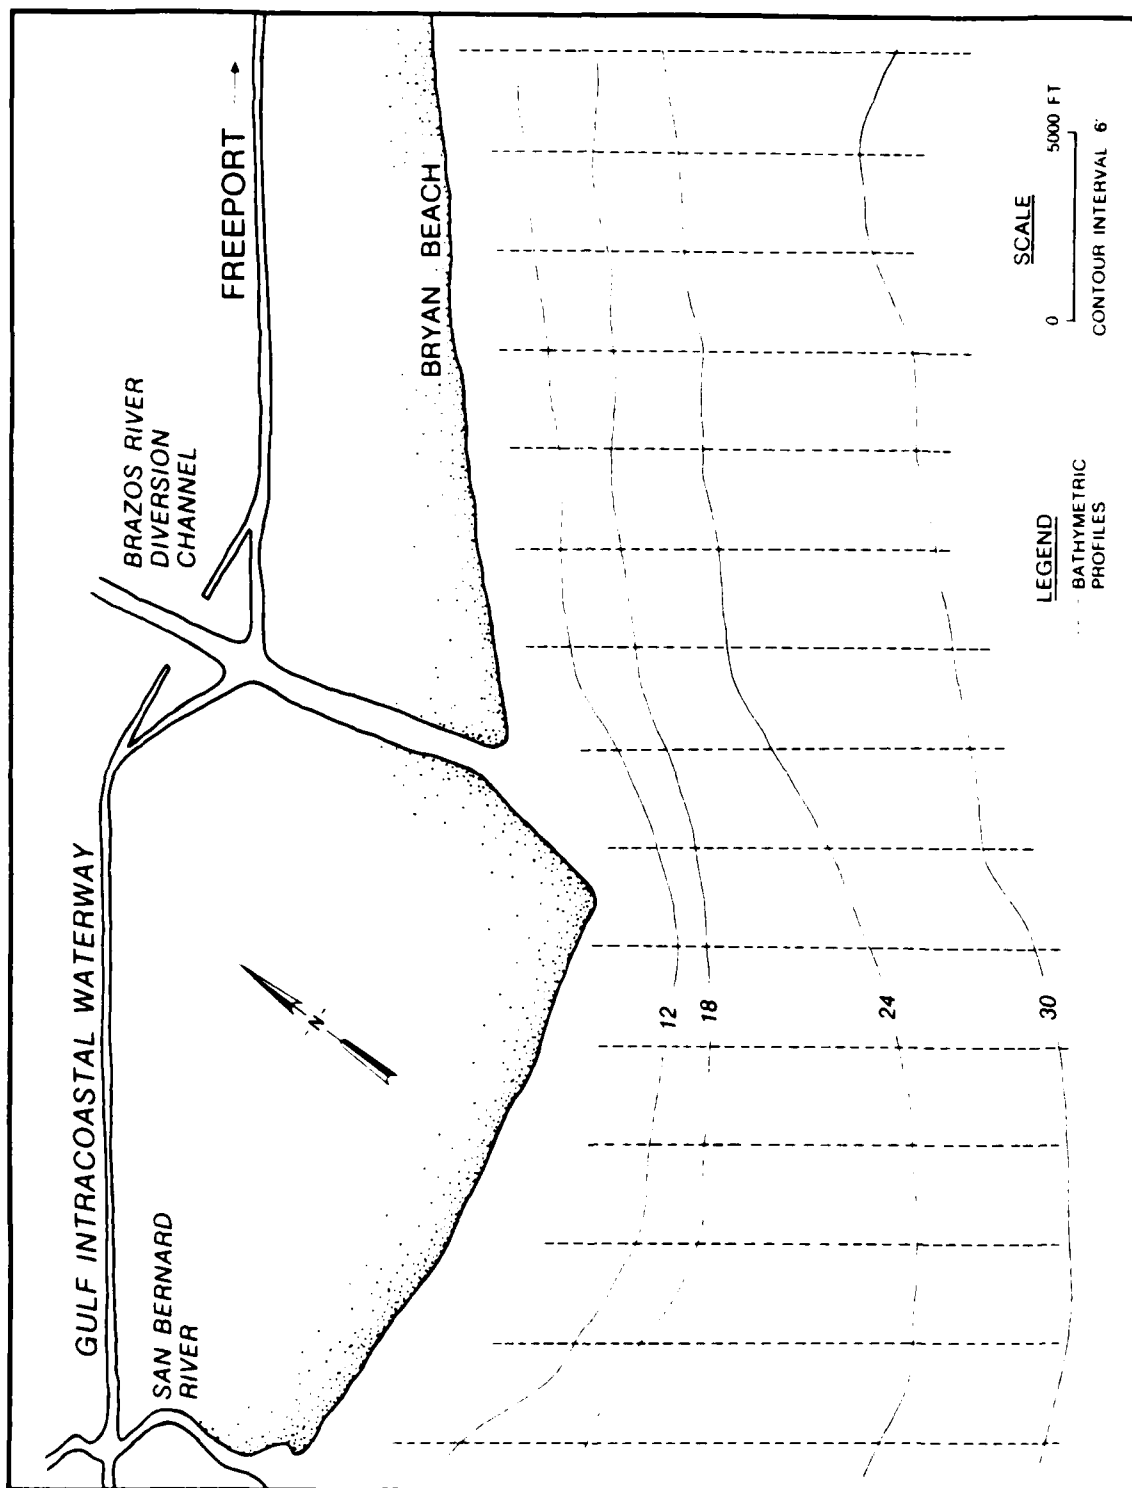 GULF INTRACOASTAL WATERWAY
SAN BERNARD
RIVER
BRAZOS RIVER
DIVERSION
CHANNEL
FREEPORT
BRYAN BEACH
N
12
18
24
30
LEGEND
BATHYMETRIC
PROFILES
SCALE
0 5000 FT
CONTOUR INTERVAL 6'